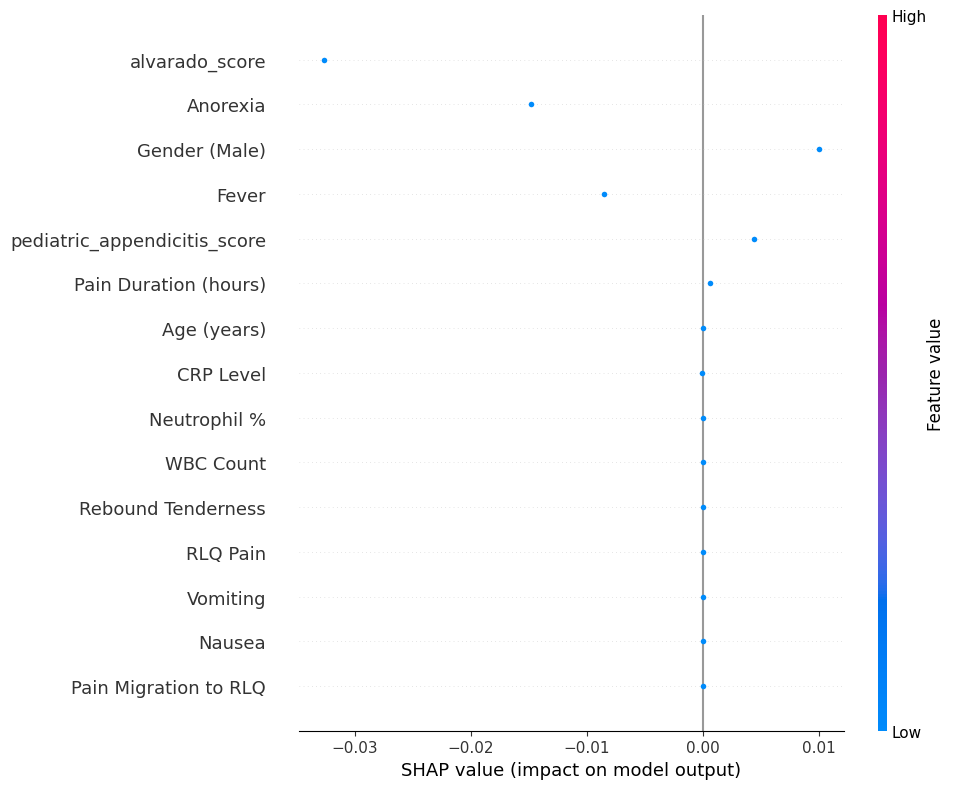 High
alvarado_score
Anorexia
Gender (Male)
Fever
pediatric_appendicitis_score
Pain Duration (hours)
Age (years)
CRP Level
Neutrophil %
WBC Count
Rebound Tenderness
RLQ Pain
Vomiting
Nausea
Pain Migration to RLQ
Feature value
Low
−0.03 −0.02 −0.01 0.00 0.01
SHAP value (impact on model output)